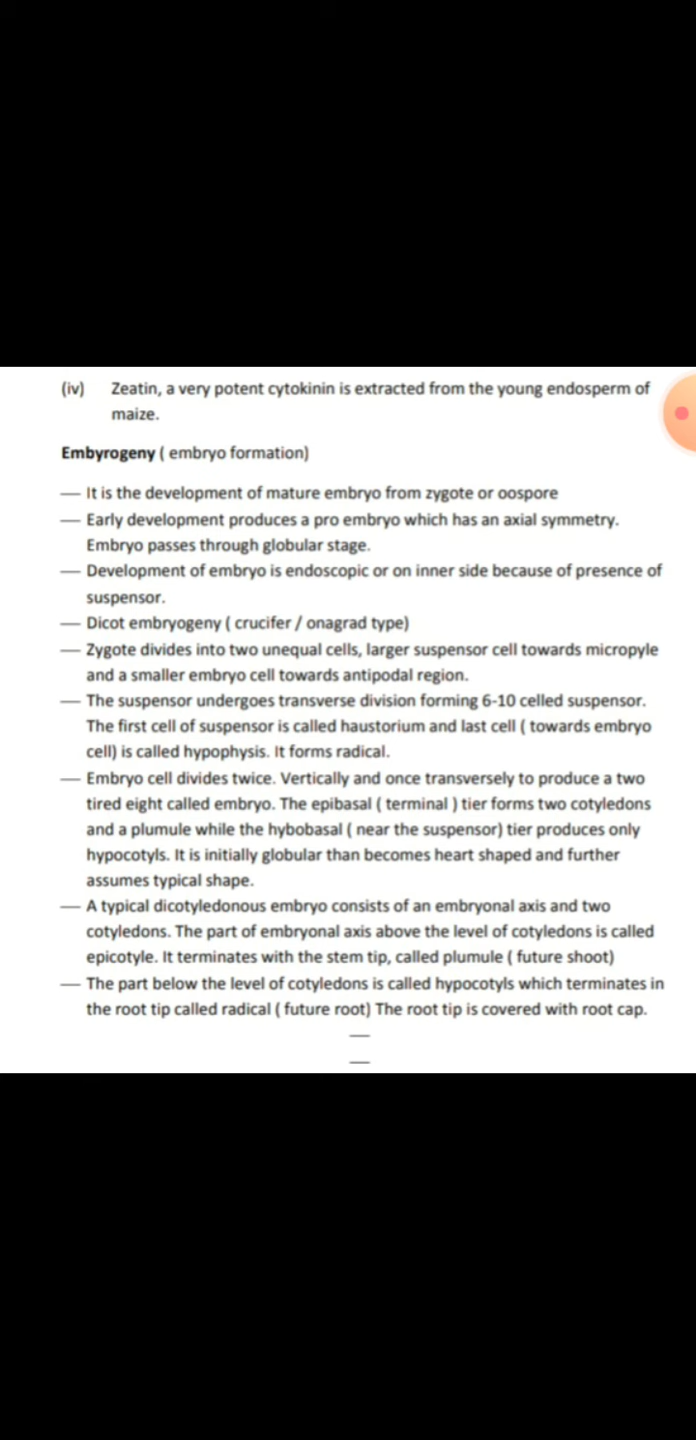 (iv) Zeatin, a very potent cytokinin is extracted from the young endosperm of
maize.
Embyrogeny ( embryo formation)
— It is the development of mature embryo from zygote or oospore
— Early development produces a pro embryo which has an axial symmetry.
Embryo passes through globular stage.
— Development of embryo is endoscopic or on inner side because of presence of
suspensor.
— Dicot embryogeny ( crucifer / onagrad type)
— Zygote divides into two unequal cells, larger suspensor cell towards micropyle
and a smaller embryo cell towards antipodal region.
— The suspensor undergoes transverse division forming 6-10 celled suspensor.
The first cell of suspensor is called haustorium and last cell ( towards embryo
cell) is called hypophysis. It forms radical.
— Embryo cell divides twice. Vertically and once transversely to produce a two
tired eight called embryo. The epibasal ( terminal ) tier forms two cotyledons
and a plumule while the hybobasal ( near the suspensor) tier produces only
hypocotyls. It is initially globular than becomes heart shaped and further
assumes typical shape.
— A typical dicotyledonous embryo consists of an embryonal axis and two
cotyledons. The part of embryonal axis above the level of cotyledons is called
epicotyle. It terminates with the stem tip, called plumule ( future shoot)
— The part below the level of cotyledons is called hypocotyls which terminates in
the root tip called radical ( future root) The root tip is covered with root cap.
—
—